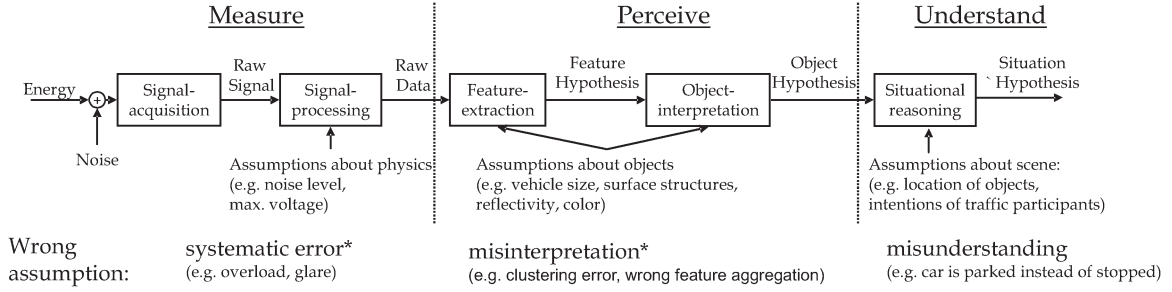 Measure
Perceive
Understand
Energy
+
Noise
Signal-
acquisition
Raw
Signal
Signal-
processing
Raw
Data
Feature-
extraction
Feature
Hypothesis
Object-
interpretation
Object
Hypothesis
Situational
reasoning
Situation
` Hypothesis
Assumptions about physics
(e.g. noise level,
max. voltage)
Assumptions about objects
(e.g. vehicle size, surface structures,
reflectivity, color)
Assumptions about scene:
(e.g. location of objects,
intentions of traffic participants)
Wrong
assumption:
systematic error*
(e.g. overload, glare)
misinterpretation*
(e.g. clustering error, wrong feature aggregation)
misunderstanding
(e.g. car is parked instead of stopped)